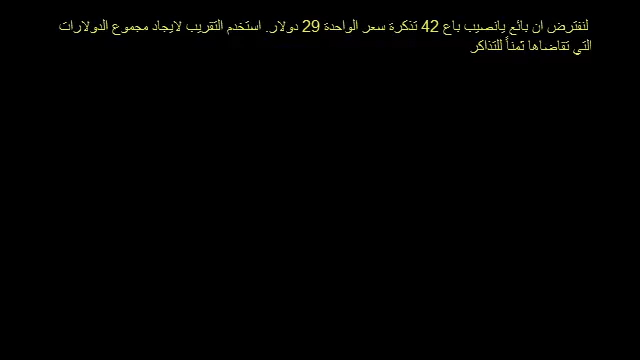 لنفترض ان بائع يانصيب باع 42 تذكرة سعر الواحدة 29 دولار. استخدم التقريب لايجاد مجموع الدولارات
التي تقاضاها ثمناً للتذاكر